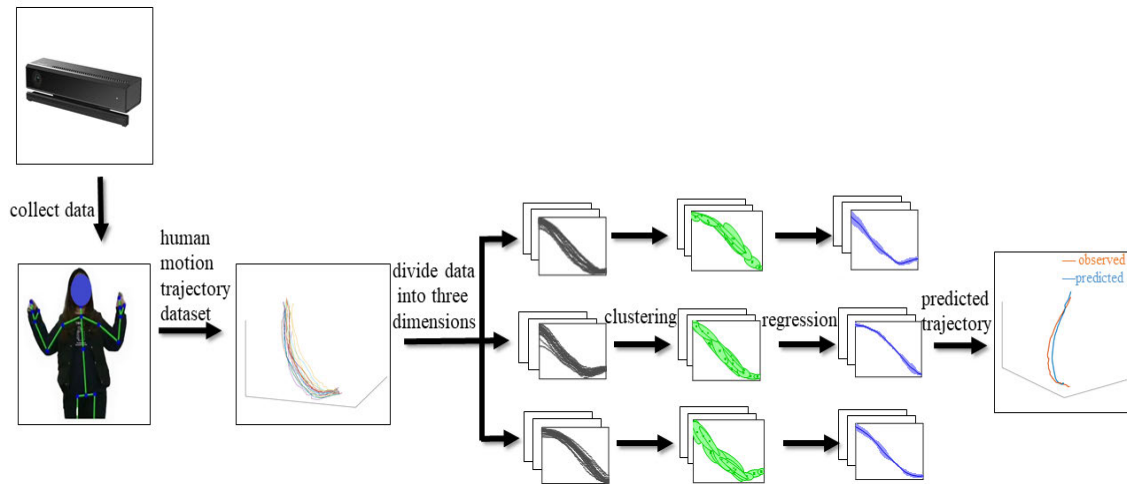 collect data
human
motion
trajectory
dataset
divide data
into three
dimensions
clustering
regression
predicted
trajectory
observed
predicted